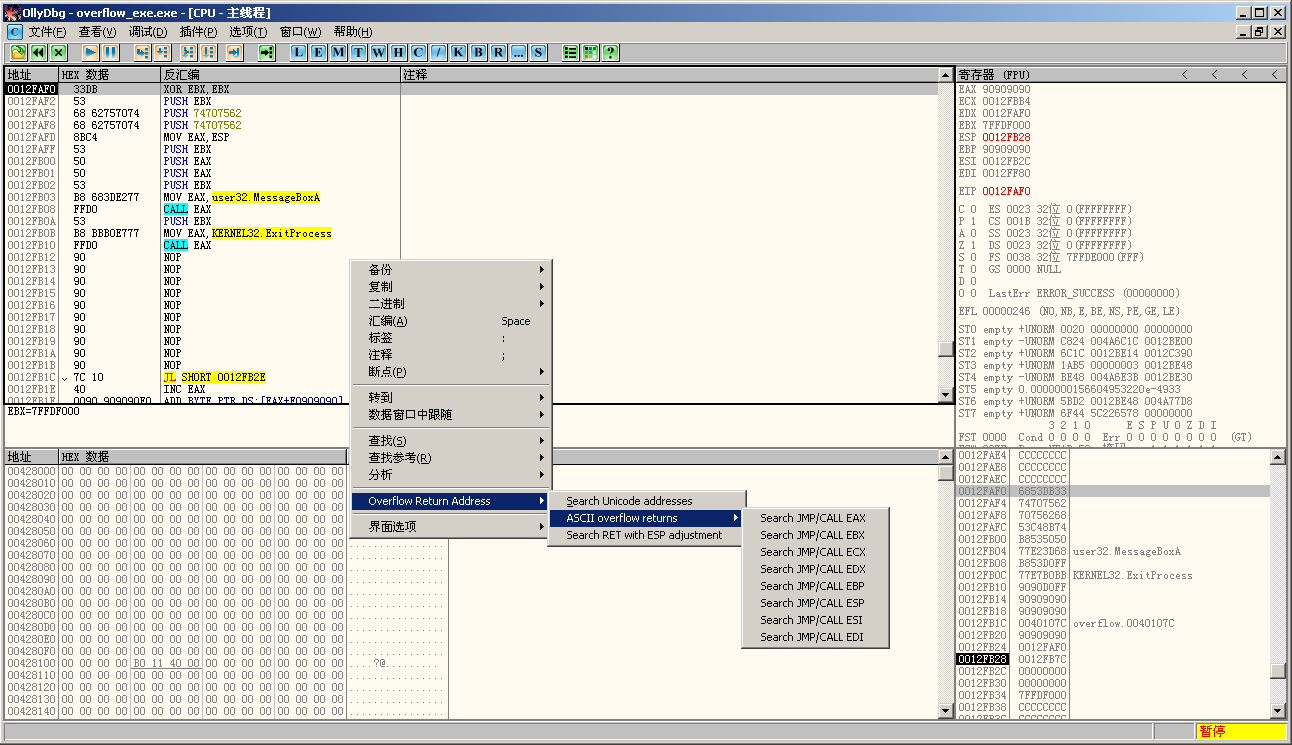 OllyDbg - overflow_exe.exe - [CPU - 主线程]
文件(F) 查看(V) 调试(D) 插件(P) 选项(T) 窗口(W) 帮助(H)
L E M T W H C / K B R ... S ?
地址 HEX 数据 反汇编 注释
0012FAF0 33DB XOR EBX,EBX
0012FAF2 53 PUSH EBX
0012FAF3 68 62757074 PUSH 74707562
0012FAF8 68 62757074 PUSH 74707562
0012FAFD 8BC4 MOV EAX,ESP
0012FAFF 53 PUSH EBX
0012FB00 50 PUSH EAX
0012FB01 50 PUSH EAX
0012FB02 53 PUSH EBX
0012FB03 B8 683DE277 MOV EAX,user32.MessageBoxA
0012FB08 FFD0 CALL EAX
0012FB0A 53 PUSH EBX
0012FB0B B8 BBB0E777 MOV EAX,KERNEL32.ExitProcess
0012FB10 FFD0 CALL EAX
0012FB12 90 NOP
0012FB13 90 NOP
0012FB14 90 NOP
0012FB15 90 NOP
0012FB16 90 NOP
0012FB17 90 NOP
0012FB18 90 NOP
0012FB19 90 NOP
0012FB1A 90 NOP
0012FB1B 90 NOP
0012FB1C 7C 10 JL SHORT 0012FB2E
0012FB1E 40 INC EAX
0012FB1F 0090 909090F0 ADD BYTE PTR DS:[EAX+F0909090]
EBX=7FFDF000
寄存器 (FPU) < < < <
EAX 90909090
ECX 0012FBB4
EDX 0012FAF0
EBX 7FFDF000
ESP 0012FB28
EBP 90909090
ESI 0012FB2C
EDI 0012FF80
EIP 0012FAF0
C 0 ES 0023 32位 0(FFFFFFFF)
P 1 CS 001B 32位 0(FFFFFFFF)
A 0 SS 0023 32位 0(FFFFFFFF)
Z 1 DS 0023 32位 0(FFFFFFFF)
S 0 FS 0038 32位 7FFDE000(FFF)
T 0 GS 0000 NULL
D 0
O 0 LastErr ERROR_SUCCESS (00000000)
EFL 00000246 (NO,NB,E,BE,NS,PE,GE,LE)
ST0 empty +UNORM 0020 00000000 00000000
ST1 empty -UNORM C824 004A6C1C 0012BE00
ST2 empty +UNORM 6C1C 0012BE14 0012C390
ST3 empty +UNORM 1AB5 00000003 0012BE48
ST4 empty -UNORM BE48 004A6E3B 0012BE30
ST5 empty 0.0000000156604953220e-4933
ST6 empty +UNORM 5BD2 0012BE48 004A77D8
ST7 empty +UNORM 6F44 5C226578 00000000
3 2 1 0 E S P U O Z D I
FST 0000 Cond 0 0 0 0 Err 0 0 0 0 0 0 0 0 (GT)
备份
复制
二进制
汇编(A) Space
标签 :
注释 ;
断点(P)
转到
数据窗口中跟随
查找(S)
查找参考(R)
分析
Overflow Return Address
界面选项
Search Unicode addresses
ASCII overflow returns
Search RET with ESP adjustment
Search JMP/CALL EAX
Search JMP/CALL EBX
Search JMP/CALL ECX
Search JMP/CALL EDX
Search JMP/CALL EBP
Search JMP/CALL ESP
Search JMP/CALL ESI
Search JMP/CALL EDI
地址 HEX 数据
00428000 00 00 00 00 00 00 00 00 00 00 00 00 00 00 00 00
00428010 00 00 00 00 00 00 00 00 00 00 00 00 00 00 00 00
00428020 00 00 00 00 00 00 00 00 00 00 00 00 00 00 00 00
00428030 00 00 00 00 00 00 00 00 00 00 00 00 00 00 00 00
00428040 00 00 00 00 00 00 00 00 00 00 00 00 00 00 00 00
00428050 00 00 00 00 00 00 00 00 00 00 00 00 00 00 00 00
00428060 00 00 00 00 00 00 00 00 00 00 00 00 00 00 00 00 ................
00428070 00 00 00 00 00 00 00 00 00 00 00 00 00 00 00 00 ................
00428080 00 00 00 00 00 00 00 00 00 00 00 00 00 00 00 00 ................
00428090 00 00 00 00 00 00 00 00 00 00 00 00 00 00 00 00 ................
004280A0 00 00 00 00 00 00 00 00 00 00 00 00 00 00 00 00 ................
004280B0 00 00 00 00 00 00 00 00 00 00 00 00 00 00 00 00 ................
004280C0 00 00 00 00 00 00 00 00 00 00 00 00 00 00 00 00 ................
004280D0 00 00 00 00 00 00 00 00 00 00 00 00 00 00 00 00 ................
004280E0 00 00 00 00 00 00 00 00 00 00 00 00 00 00 00 00 ................
004280F0 00 00 00 00 00 00 00 00 00 00 00 00 00 00 00 00 ................
00428100 00 00 00 00 B0 11 40 00 00 00 00 00 00 00 00 00 ....?@.........
00428110 00 00 00 00 00 00 00 00 00 00 00 00 00 00 00 00 ................
00428120 00 00 00 00 00 00 00 00 00 00 00 00 00 00 00 00 ................
00428130 00 00 00 00 00 00 00 00 00 00 00 00 00 00 00 00 ................
00428140 00 00 00 00 00 00 00 00 00 00 00 00 00 00 00 00 ................
0012FAE4 CCCCCCCC
0012FAE8 CCCCCCCC
0012FAEC CCCCCCCC
0012FAF0 6853DB33
0012FAF4 74707562
0012FAF8 70756268
0012FAFC 53C48B74
0012FB00 B8535050
0012FB04 77E23D68 user32.MessageBoxA
0012FB08 B853D0FF
0012FB0C 77E7B0BB KERNEL32.ExitProcess
0012FB10 9090D0FF
0012FB14 90909090
0012FB18 90909090
0012FB1C 0040107C overflow.0040107C
0012FB20 90909090
0012FB24 0012FAF0
0012FB28 0012FB7C
0012FB2C 00000000
0012FB30 00000000
0012FB34 7FFDF000
0012FB38 CCCCCCCC
0012FB3C CCCCCCCC
暂停